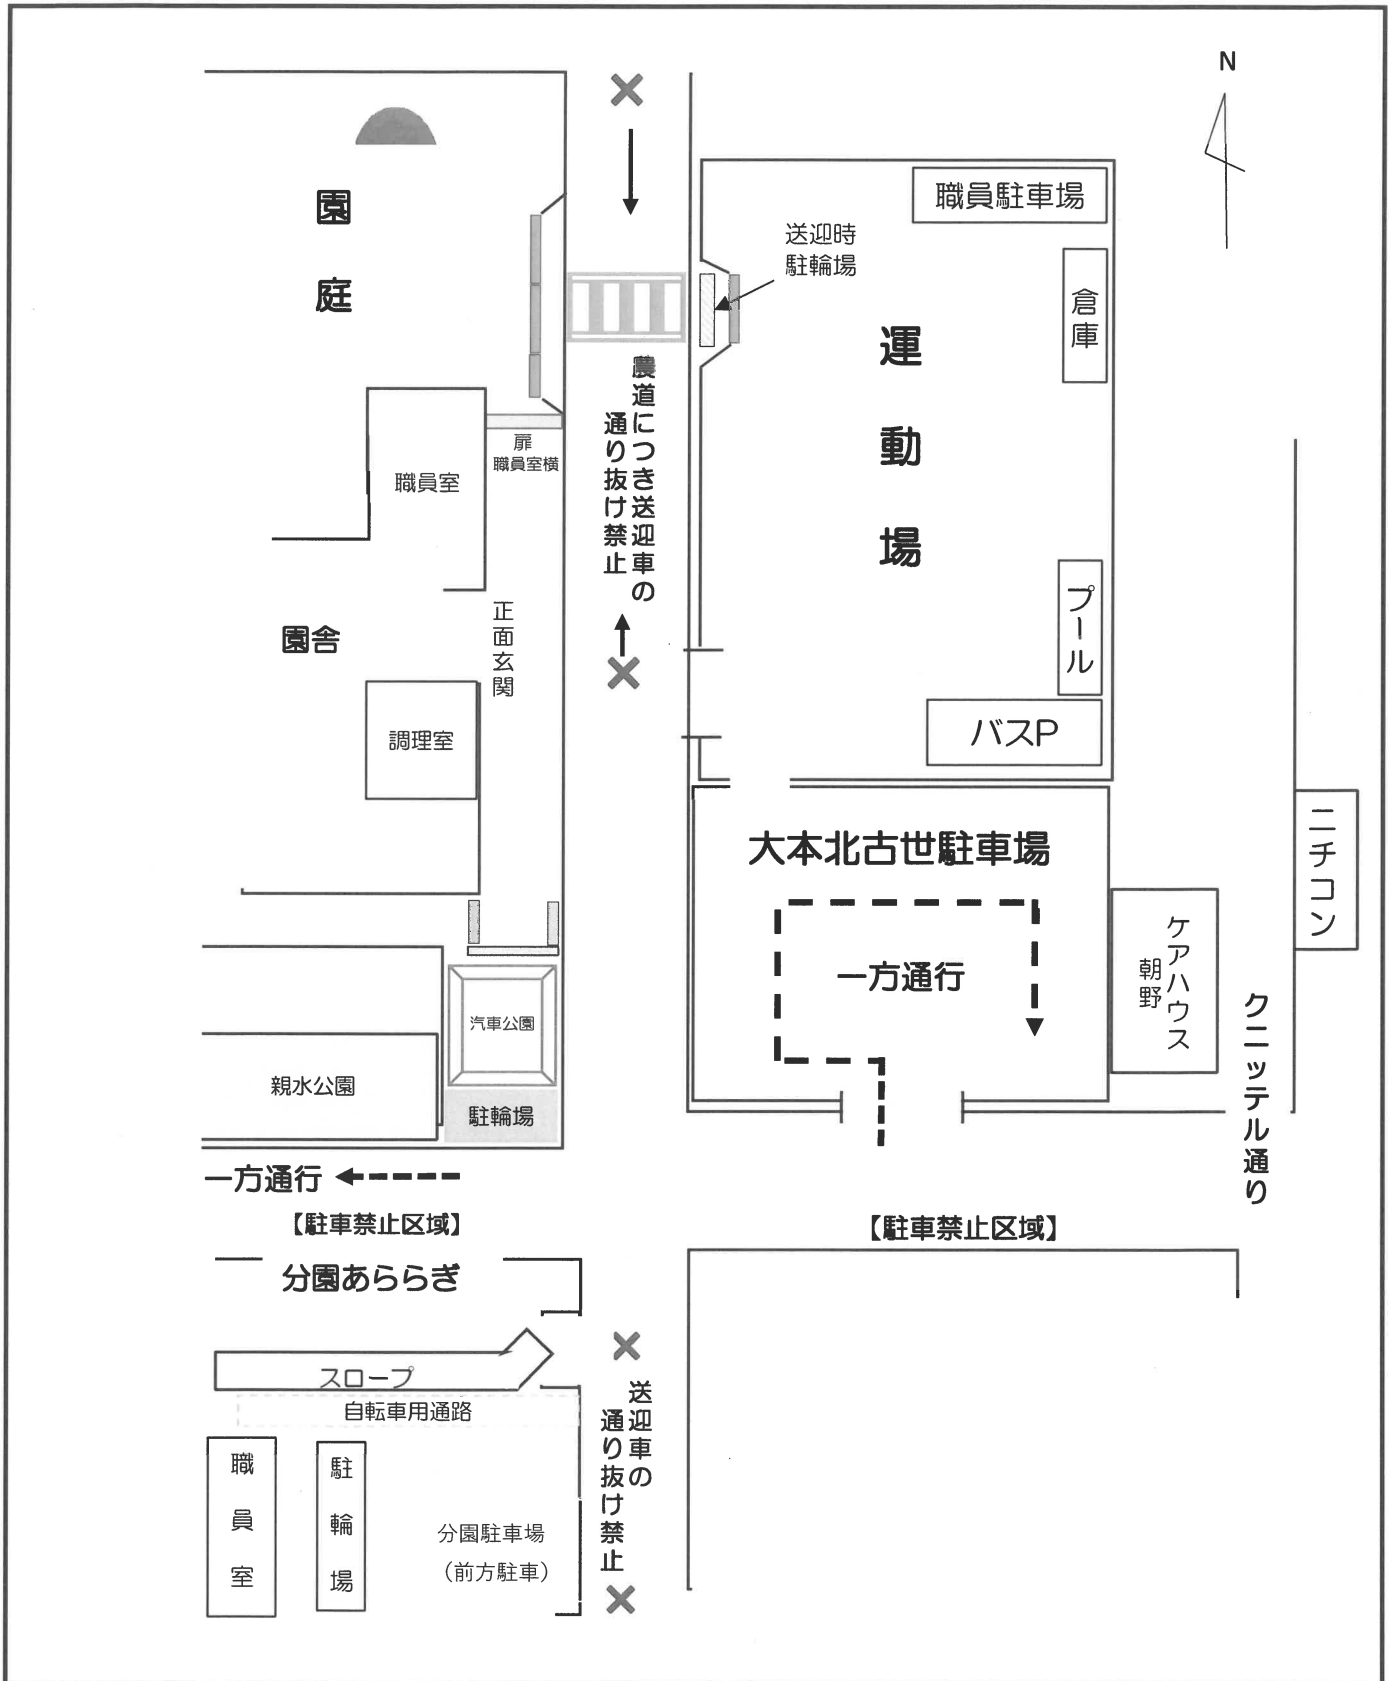 N
園庭
職員駐車場
送迎時
駐輪場
倉庫
運動場
農道につき送迎車の
通り抜け禁止
扉
職員室横
職員室
正面玄関
園舎
プール
調理室
バスP
大本北古世駐車場
ニチコン
一方通行
ケアハウス
朝野
クニッテル通り
汽車公園
親水公園
駐輪場
一方通行
【駐車禁止区域】
【駐車禁止区域】
分園あららぎ
スロープ
自転車用通路
送迎車の
通り抜け禁止
職員室
駐輪場
分園駐車場
（前方駐車）